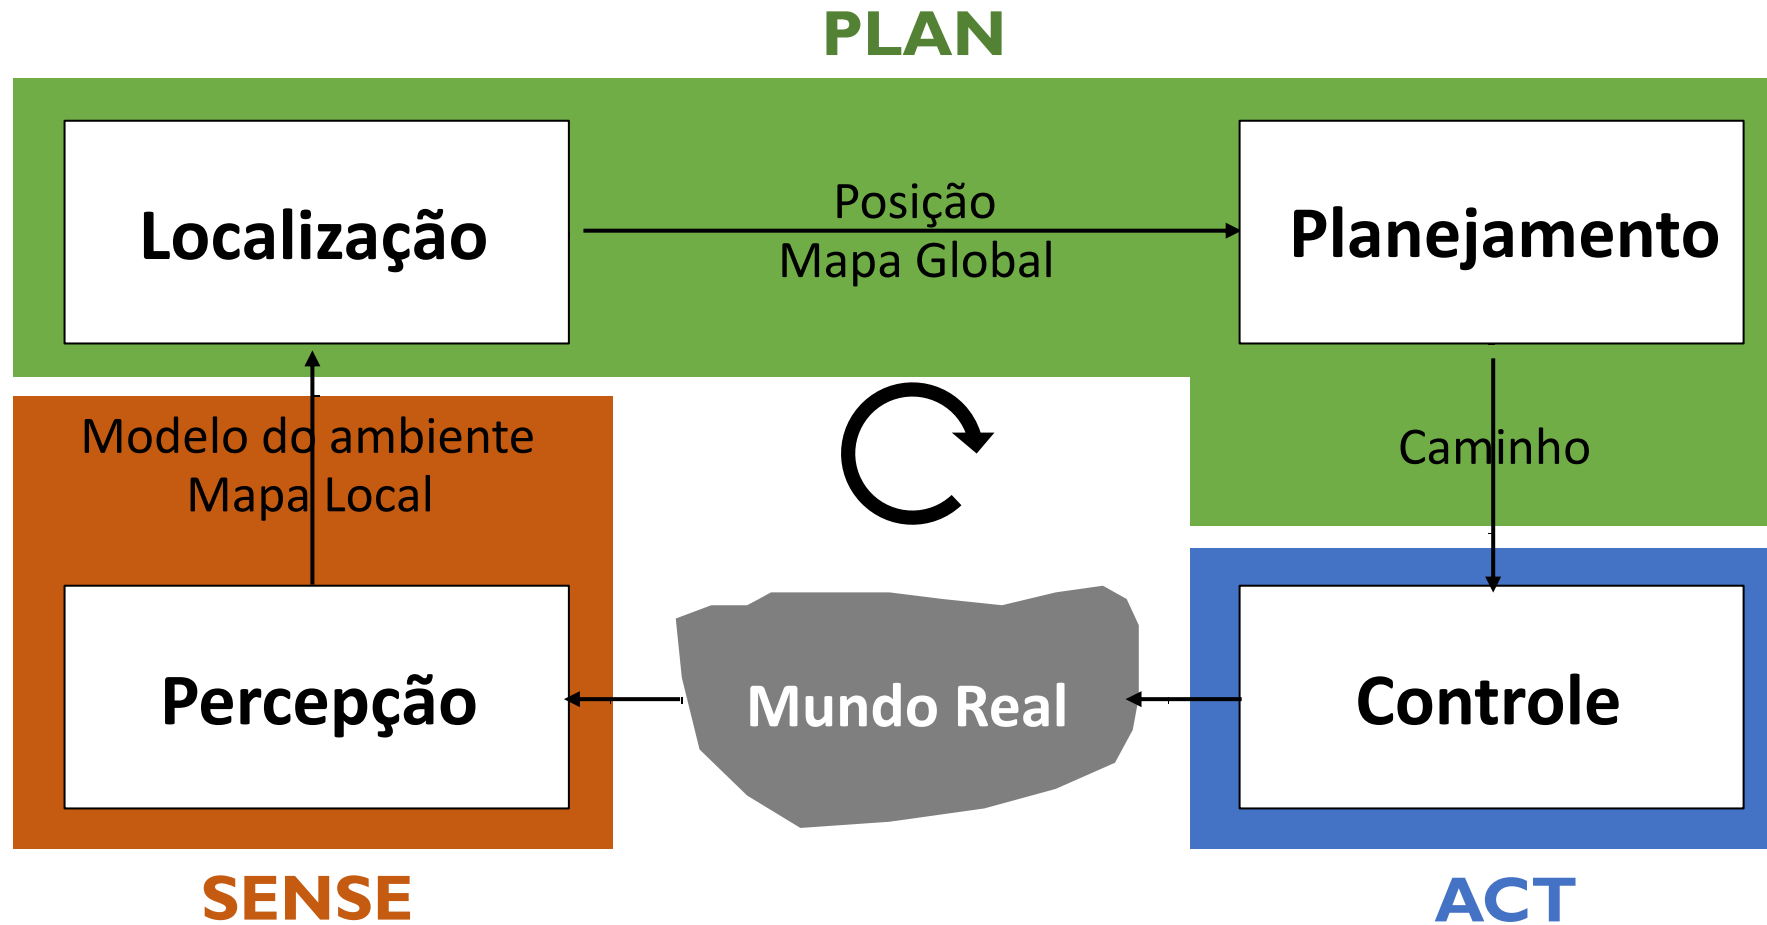 PLAN
Localização
Posição
Mapa Global
Planejamento
Modelo do ambiente
Mapa Local
Caminho
Percepção
Mundo Real
Controle
SENSE
ACT